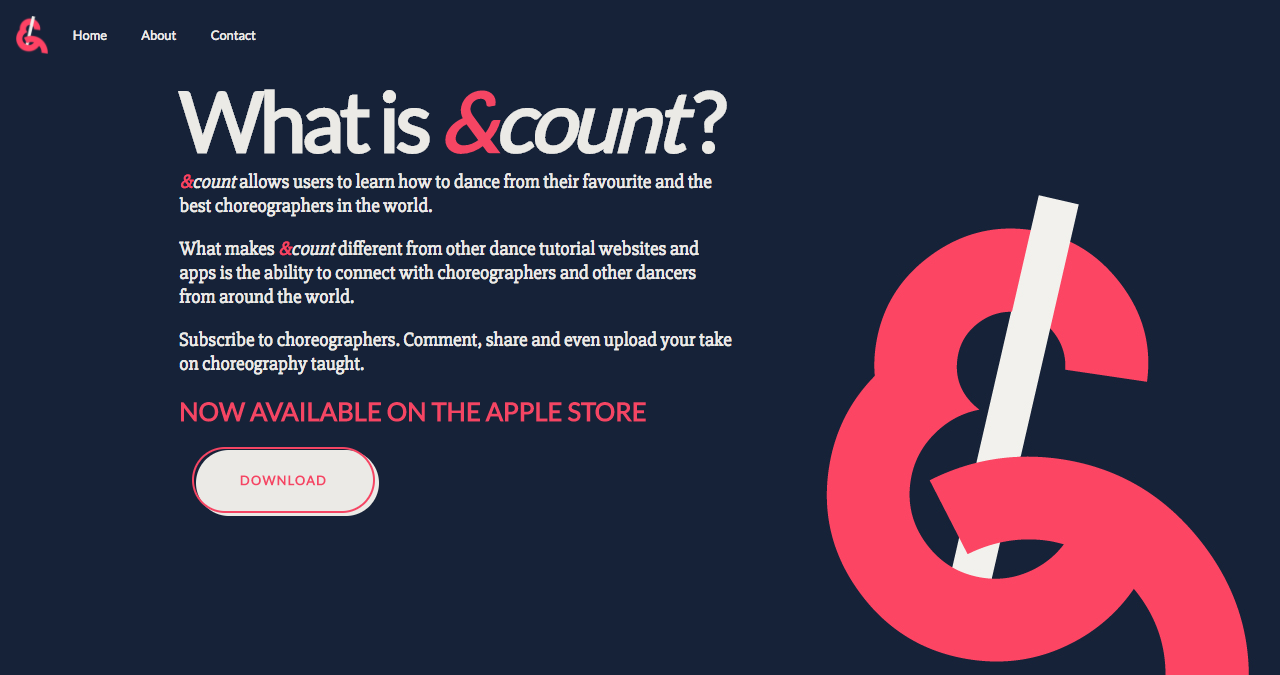 Home About Contact
What is &count?
&count allows users to learn how to dance from their favourite and the
best choreographers in the world.
What makes &count different from other dance tutorial websites and
apps is the ability to connect with choreographers and other dancers
from around the world.
Subscribe to choreographers. Comment, share and even upload your take
on choreography taught.
NOW AVAILABLE ON THE APPLE STORE
DOWNLOAD